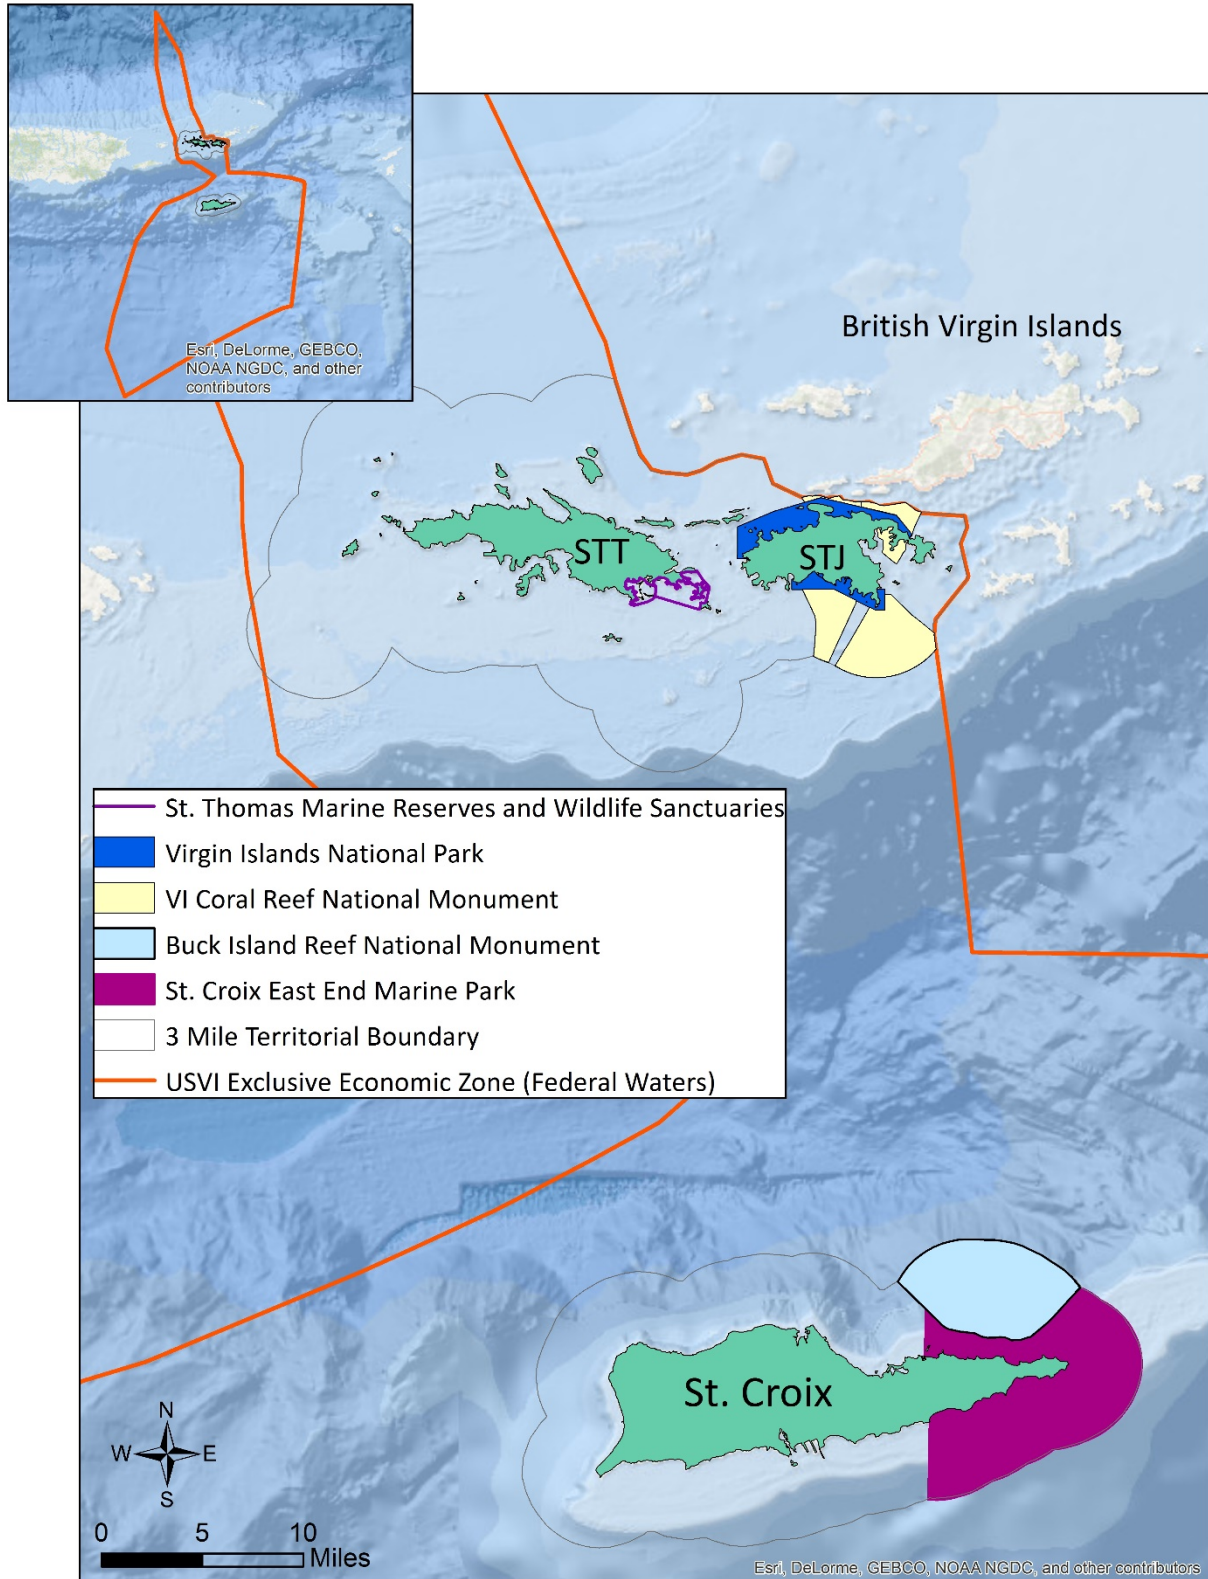 Esri, DeLorme, GEBCO,
NOAA NGDC, and other
contributors
British Virgin Islands
STT
STJ
St. Thomas Marine Reserves and Wildlife Sanctuaries
Virgin Islands National Park
VI Coral Reef National Monument
Buck Island Reef National Monument
St. Croix East End Marine Park
3 Mile Territorial Boundary
USVI Exclusive Economic Zone (Federal Waters)
St. Croix
N
W E
S
0 5 10
Miles
Esri, DeLorme, GEBCO, NOAA NGDC, and other contributors